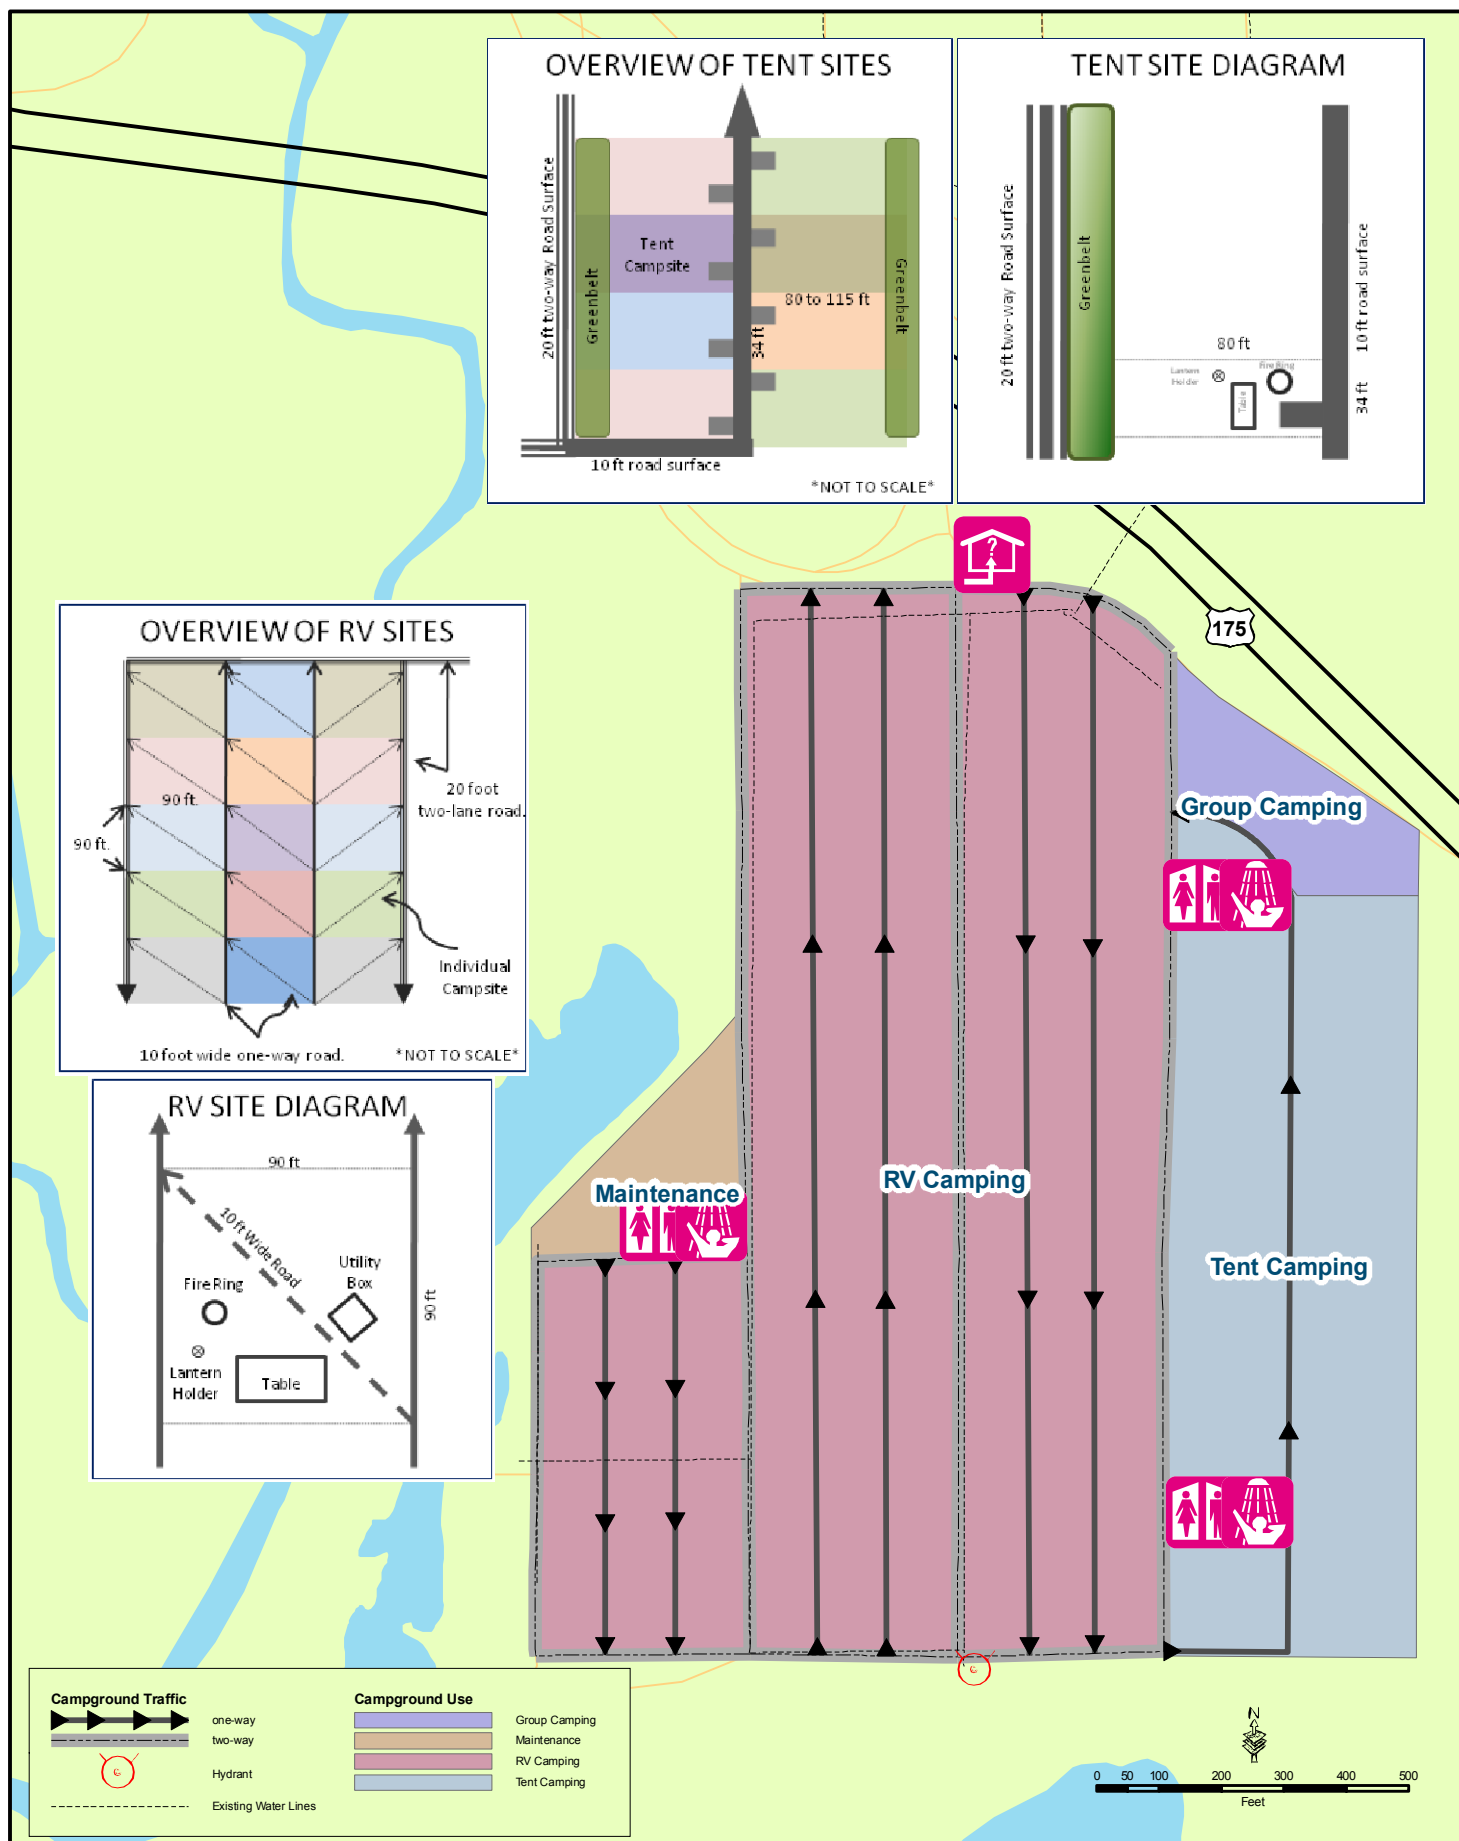 OVERVIEW OF TENT SITES
20 ft two-way Road Surface
Greenbelt
Tent
Campsite
80 to 115 ft
34 ft
Greenbelt
10 ft road surface
*NOT TO SCALE*
TENT SITE DIAGRAM
20 ft two-way Road Surface
Greenbelt
80 ft
Lantern
Holder
Fire Ring
Table
10 ft road surface
34 ft
?
175
OVERVIEW OF RV SITES
90 ft.
90 ft.
20 foot
two-lane road.
Individual
Campsite
10 foot wide one-way road.
*NOT TO SCALE*
RV SITE DIAGRAM
90 ft
10 ft Wide Road
Utility
Box
Fire Ring
90 ft
Lantern
Holder
Table
Group Camping
RV Camping
Maintenance
Tent Camping
Campground Traffic
one-way
two-way
Hydrant
Existing Water Lines
Campground Use
Group Camping
Maintenance
RV Camping
Tent Camping
N
0 50 100 200 300 400 500
Feet